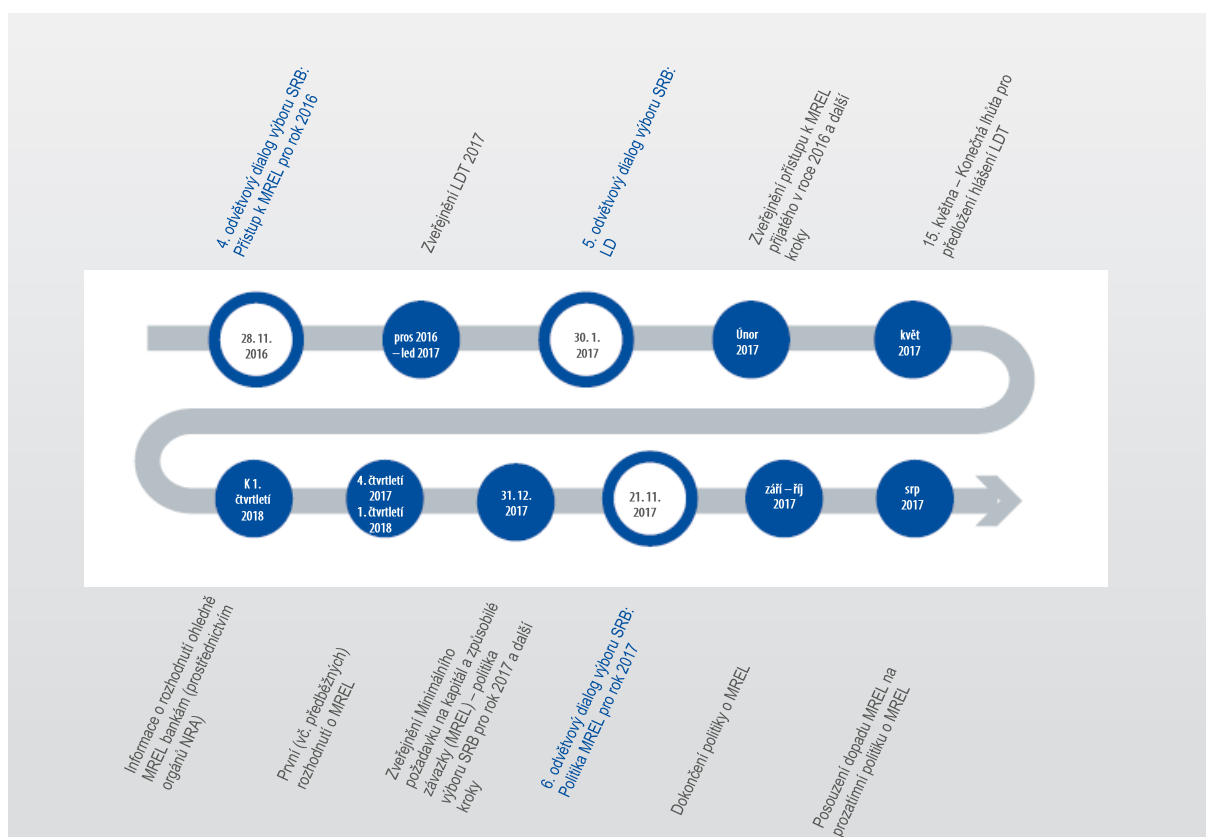 4. odvětvový dialog výboru SRB:
Přístup k MREL pro rok 2016
Zveřejnění LDT 2017
5. odvětvový dialog výboru SRB:
LD
Zveřejnění přístupu k MREL
přijatého v roce 2016 a další
kroky
15. května – Konečná lhůta pro
předložení hlášení LDT
28. 11.
2016
pros 2016
– led 2017
30. 1.
2017
Únor
2017
květ
2017
K 1.
čtvrtletí
2018
4. čtvrtletí
2017
1. čtvrtletí
2018
31. 12.
2017
21. 11.
2017
září – říj
2017
srp
2017
Informace o rozhodnutí ohledně
MREL bankám (prostřednictvím
orgánů NRA)
První (vč. předběžných)
rozhodnutí o MREL
Zveřejnění Minimálního
požadavku na kapitál a způsobilé
závazky (MREL) – politika
výboru SRB pro rok 2017 a další
kroky
6. odvětvový dialog výboru SRB:
Politika MREL pro rok 2017
Dokončení politiky o MREL
Posouzení dopadu MREL na
prozatímní politiku o MREL